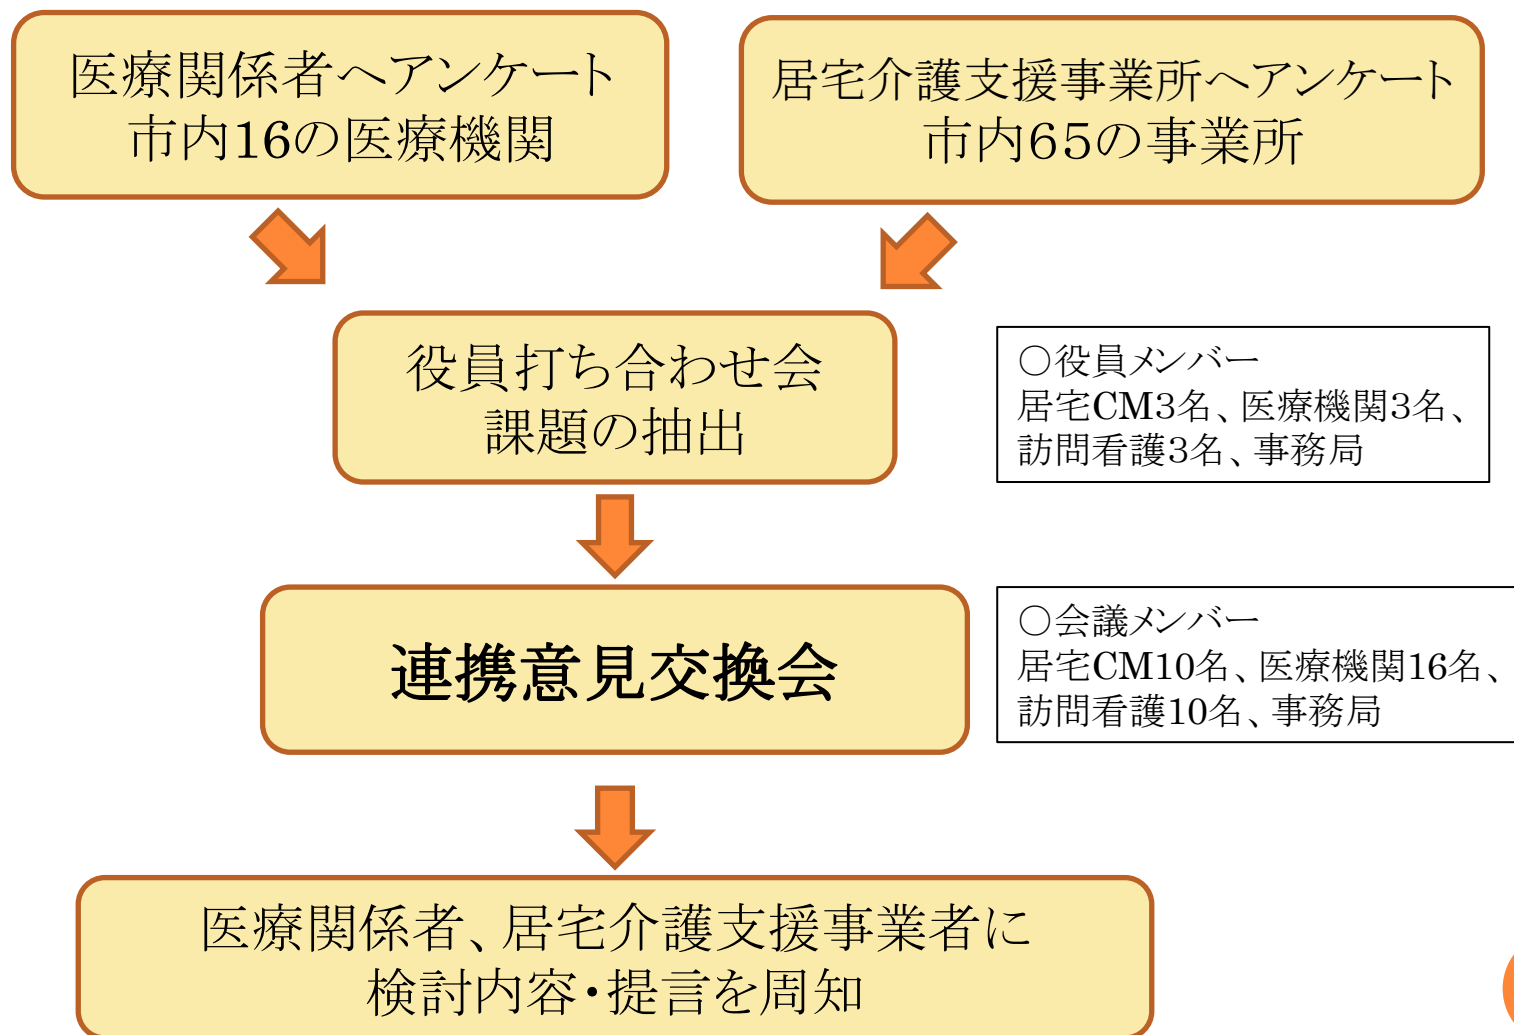 医療関係者へアンケート
市内16の医療機関
居宅介護支援事業所へアンケート
市内65の事業所
役員打ち合わせ会
課題の抽出
○役員メンバー
居宅CM3名、医療機関3名、
訪問看護3名、事務局
連携意見交換会
○会議メンバー
居宅CM10名、医療機関16名、
訪問看護10名、事務局
医療関係者、居宅介護支援事業者に
検討内容・提言を周知